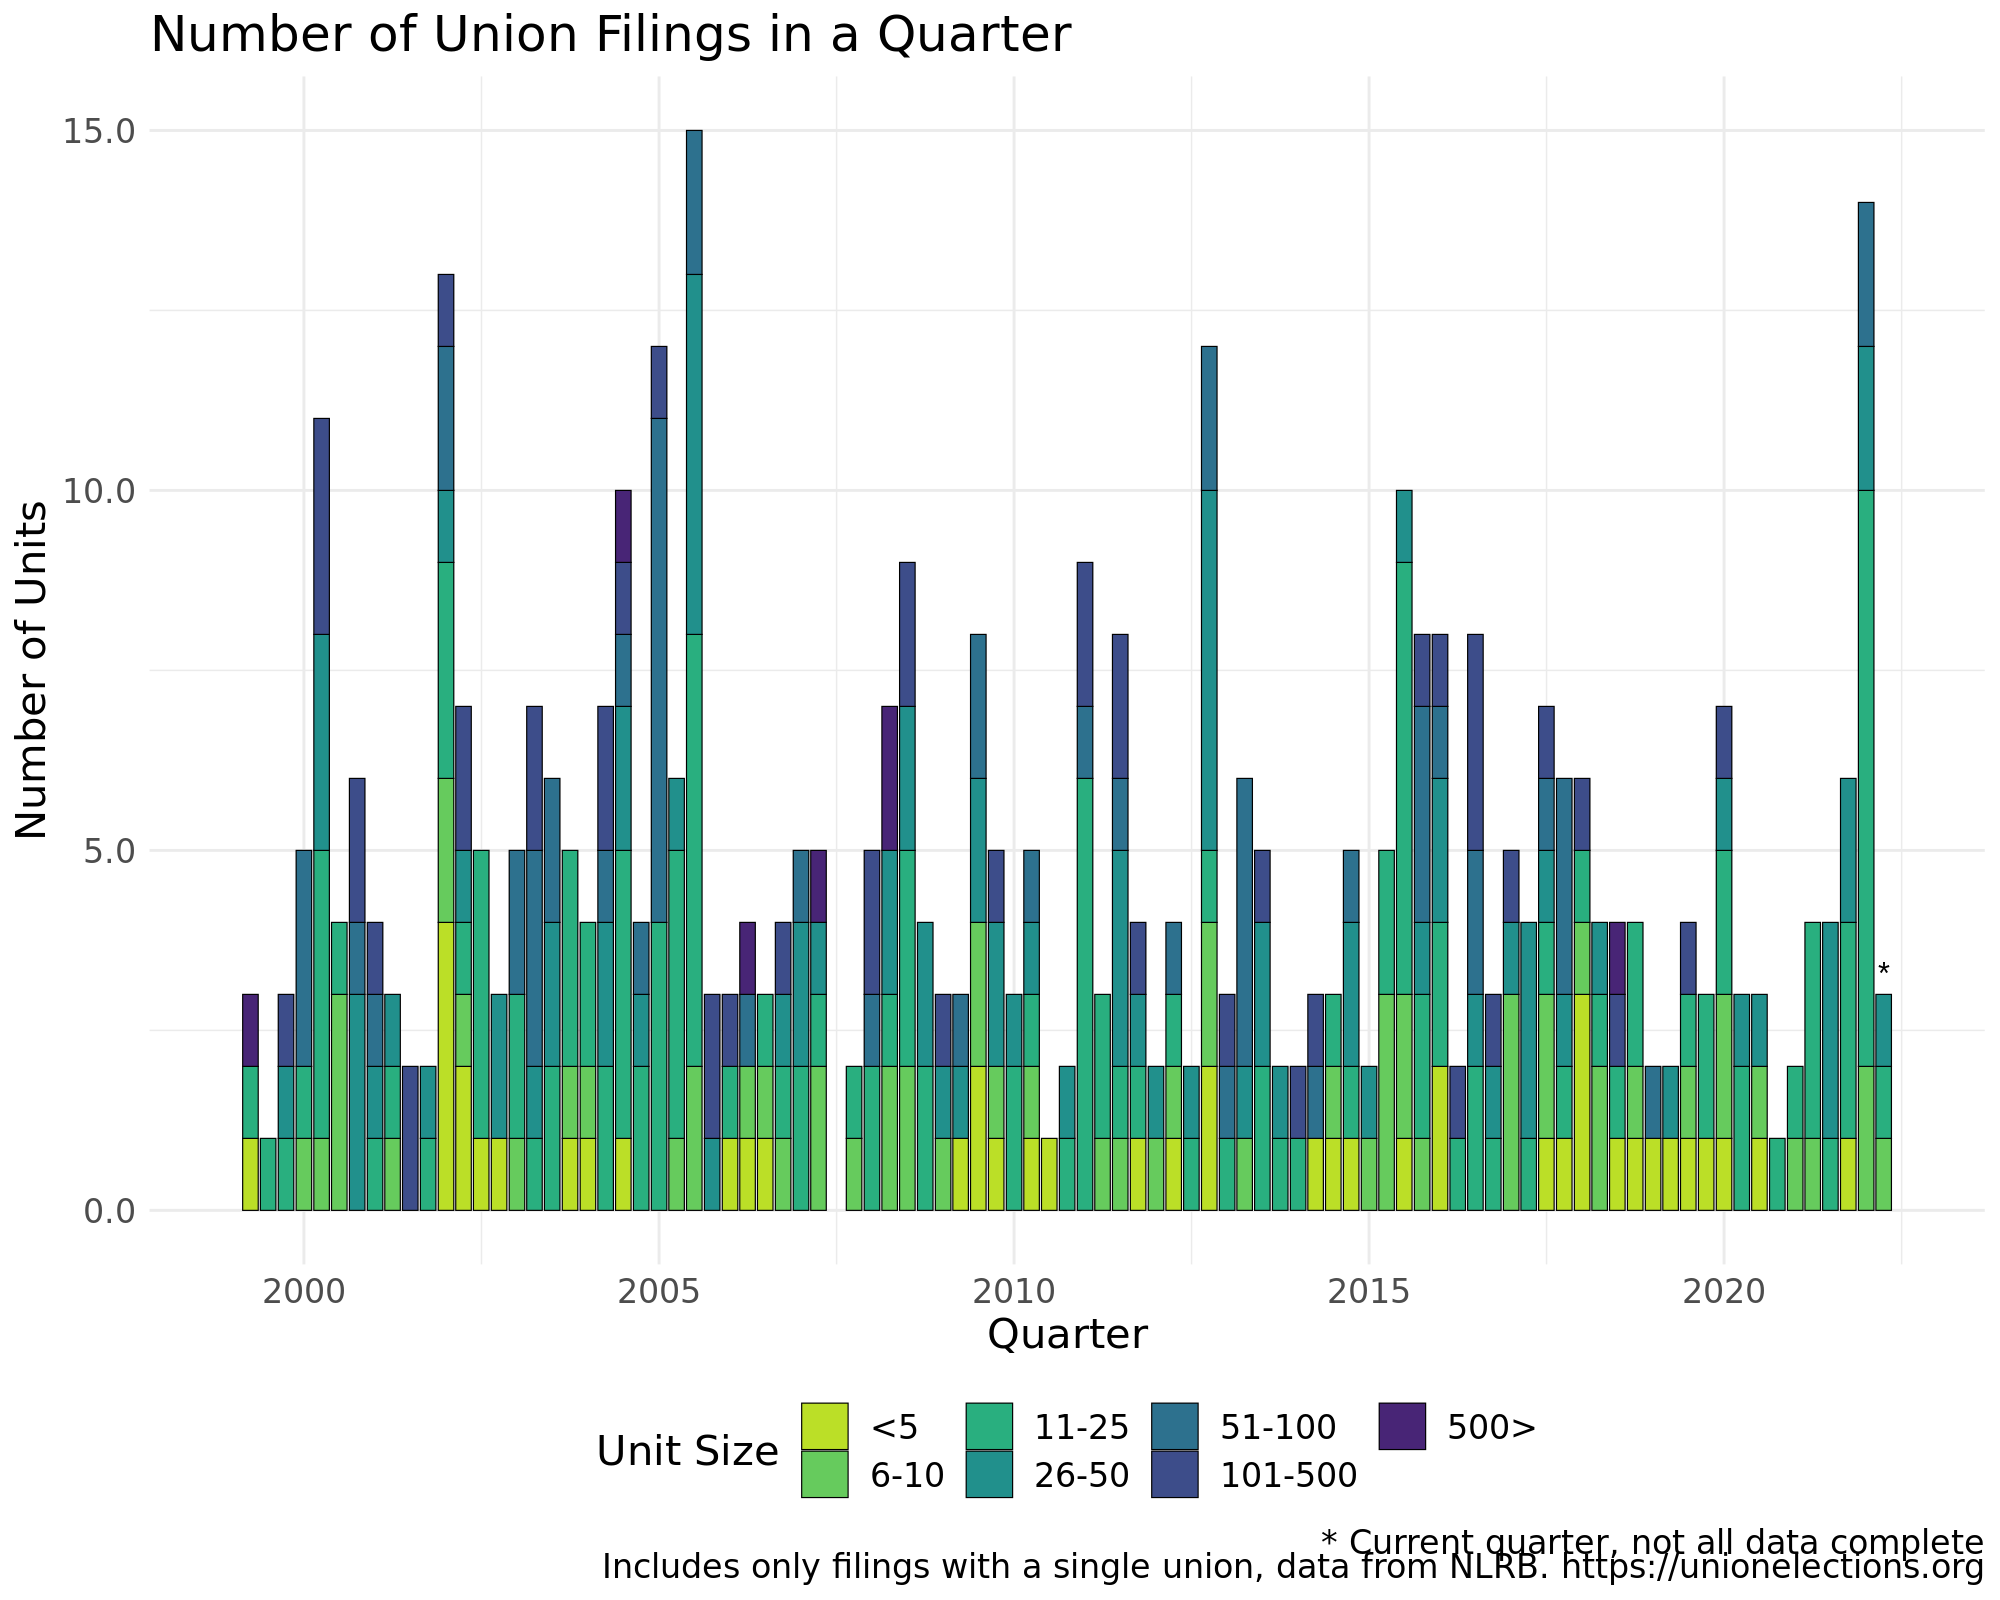 Number of Union Filings in a Quarter
Number of Units
15.0
10.0
5.0
0.0
*
2000 2005 2010 2015 2020
Quarter
Unit Size
<5 11-25 51-100 500>
6-10 26-50 101-500
* Current quarter, not all data complete
Includes only filings with a single union, data from NLRB. https://unionelections.org